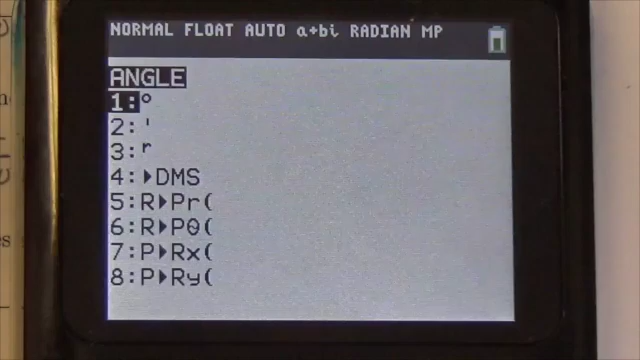 NORMAL FLOAT AUTO a+bi RADIAN MP
ANGLE
1:°
2:'
3:ʳ
4:►DMS
5:R►Pr(
6:R►Pθ(
7:P►Rx(
8:P►Ry(